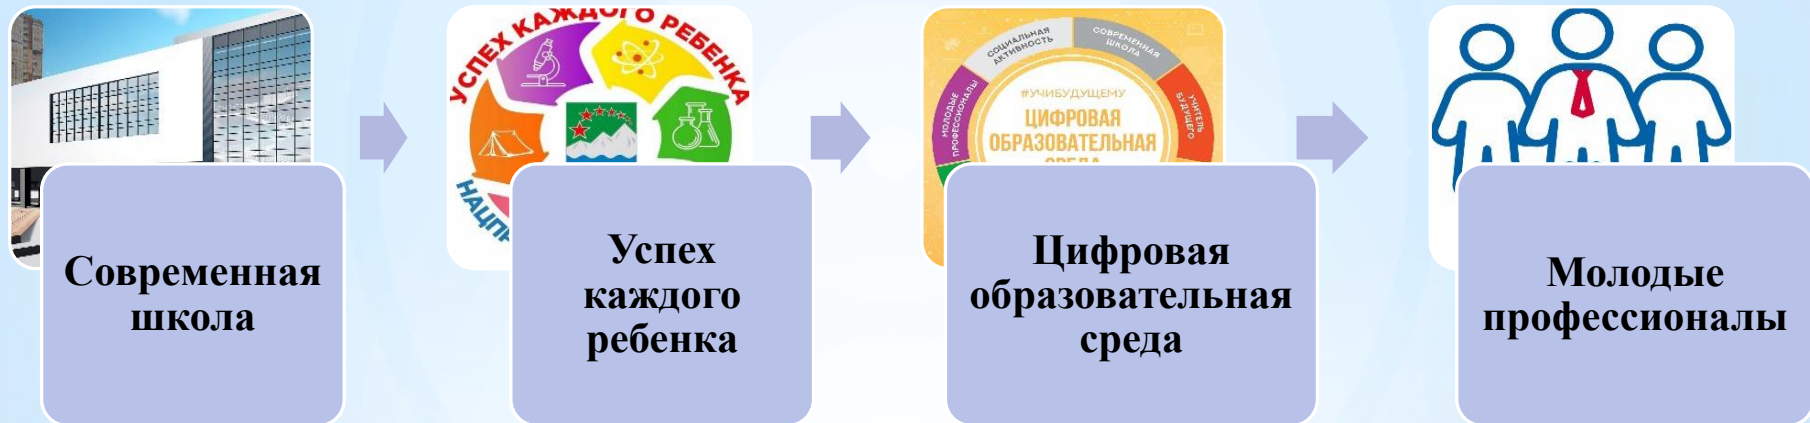 УСПЕХ КАЖДОГО РЕБЕНКА
СОЦИАЛЬНАЯ
АКТИВНОСТЬ
СОВРЕМЕННАЯ
ШКОЛА
МОЛОДЫЕ
ПРОФЕССИОНАЛЫ
УЧИТЕЛЬ
БУДУЩЕГО
#УЧИБУДУЩЕМУ
ЦИФРОВАЯ
ОБРАЗОВАТЕЛЬНАЯ
СРЕДА
Современная
школа
Успех
каждого
ребенка
Цифровая
образовательная
среда
Молодые
профессионалы